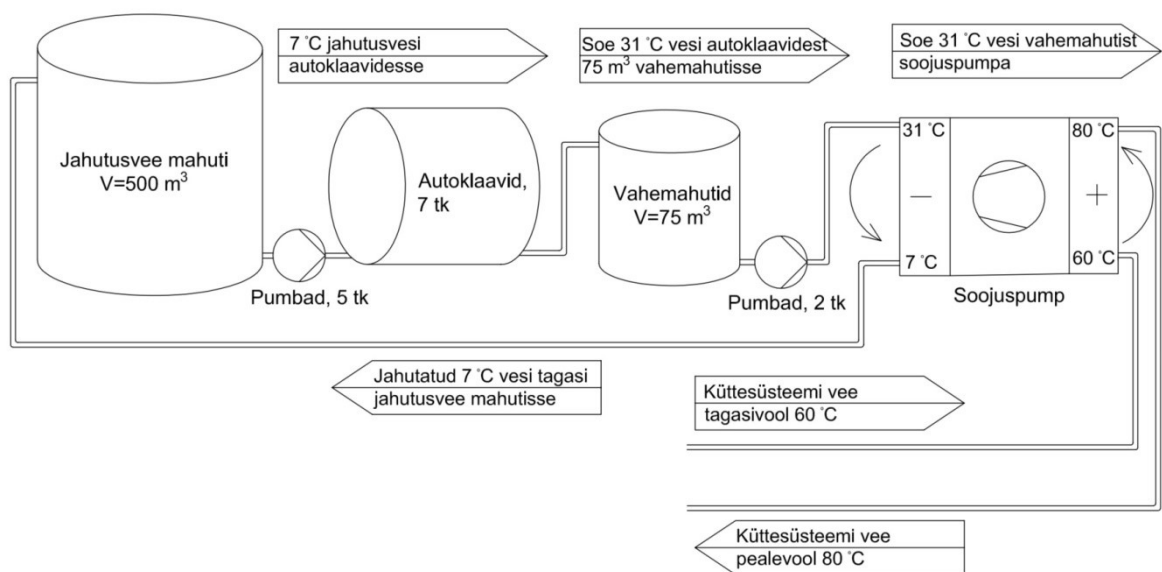 7 °C jahutusvesi
autoklaavidesse
Soe 31 °C vesi autoklaavidest
75 m³ vahemahutisse
Soe 31 °C vesi vahemahutist
soojuspumpa
Jahutusvee mahuti
V=500 m³
Autoklaavid,
7 tk
Vahemahutid
V=75 m³
31 °C
80 °C
7 °C
60 °C
Pumbad, 5 tk
Pumbad, 2 tk
Soojuspump
Jahutatud 7 °C vesi tagasi
jahutusvee mahutisse
Küttesüsteemi vee
tagasivool 60 °C
Küttesüsteemi vee
pealevool 80 °C